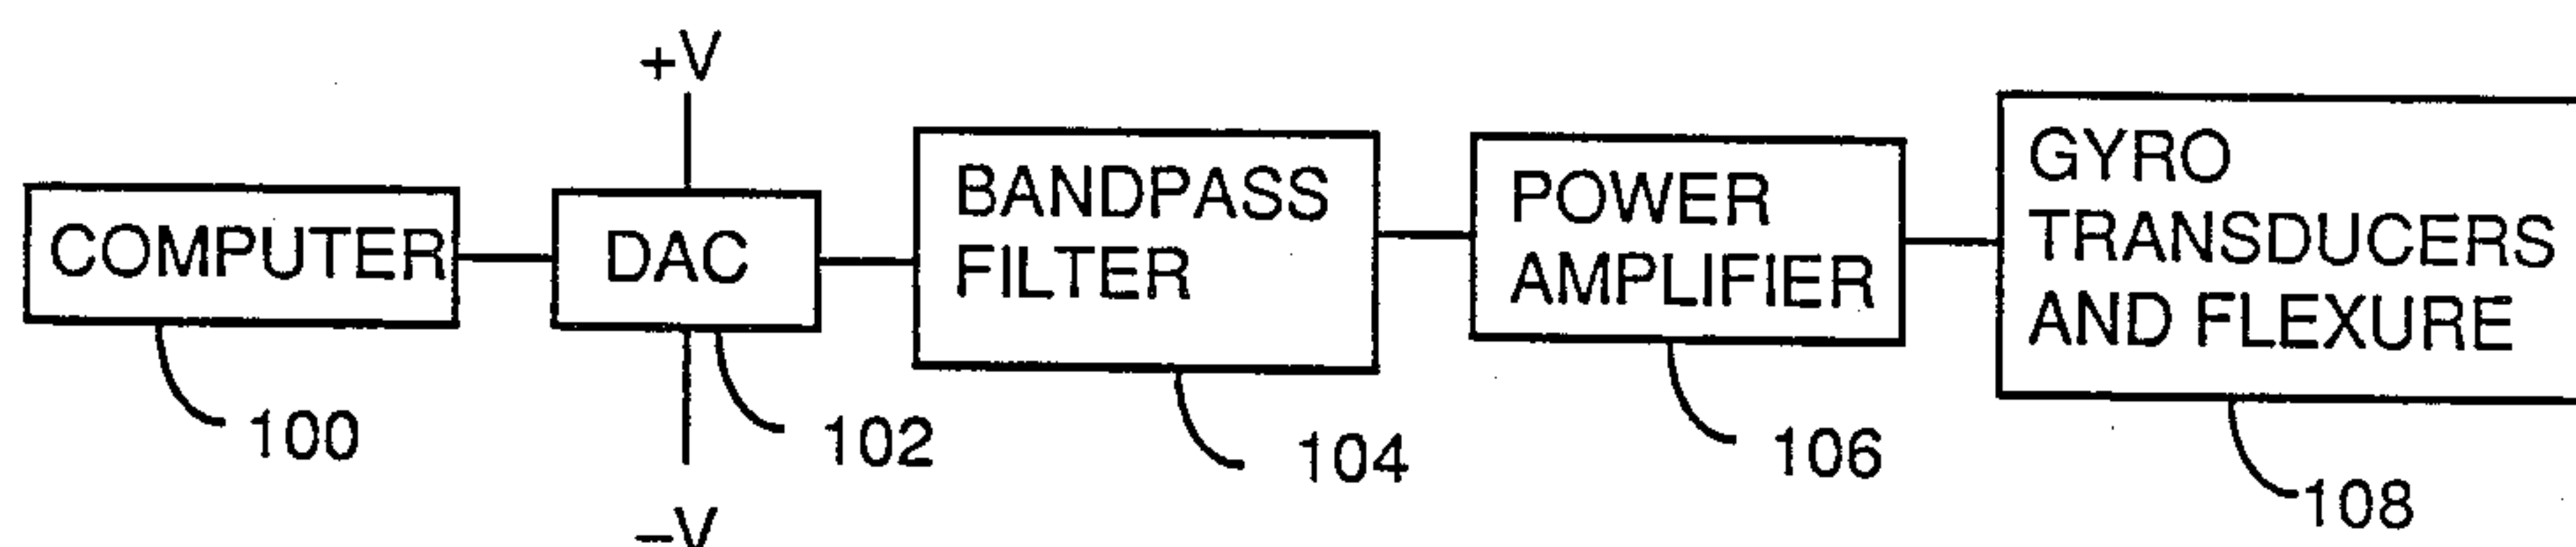 +V
COMPUTER
DAC
BANDPASS
FILTER
POWER
AMPLIFIER
GYRO
TRANSDUCERS
AND FLEXURE
100
102
104
106
108
–V